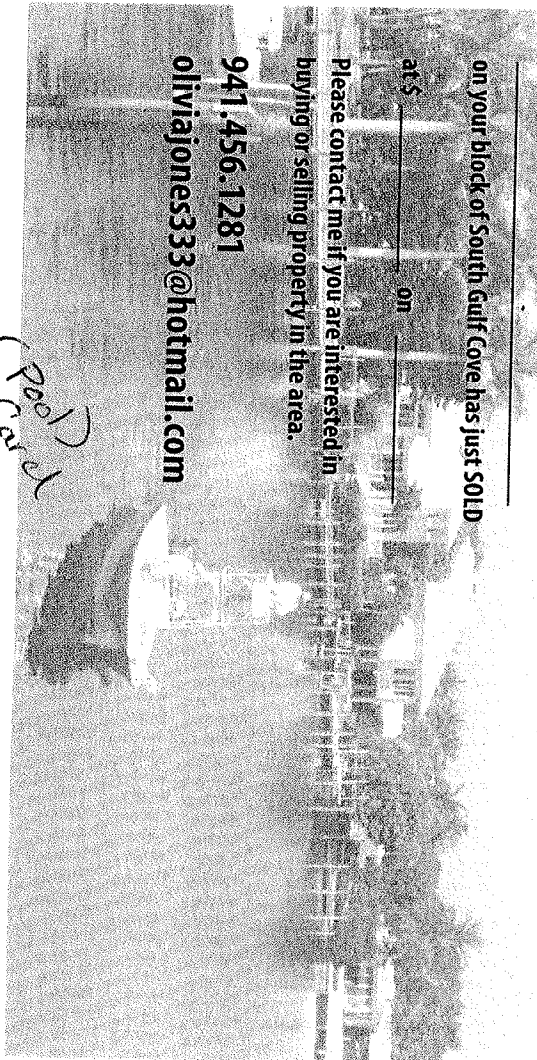 on your block of South Gulf Cove has just SOLD
at $ on
Please contact me if you are interested in
buying or selling property in the area.
941.456.1281
oliviajones333@hotmail.com
(Pool)
Card